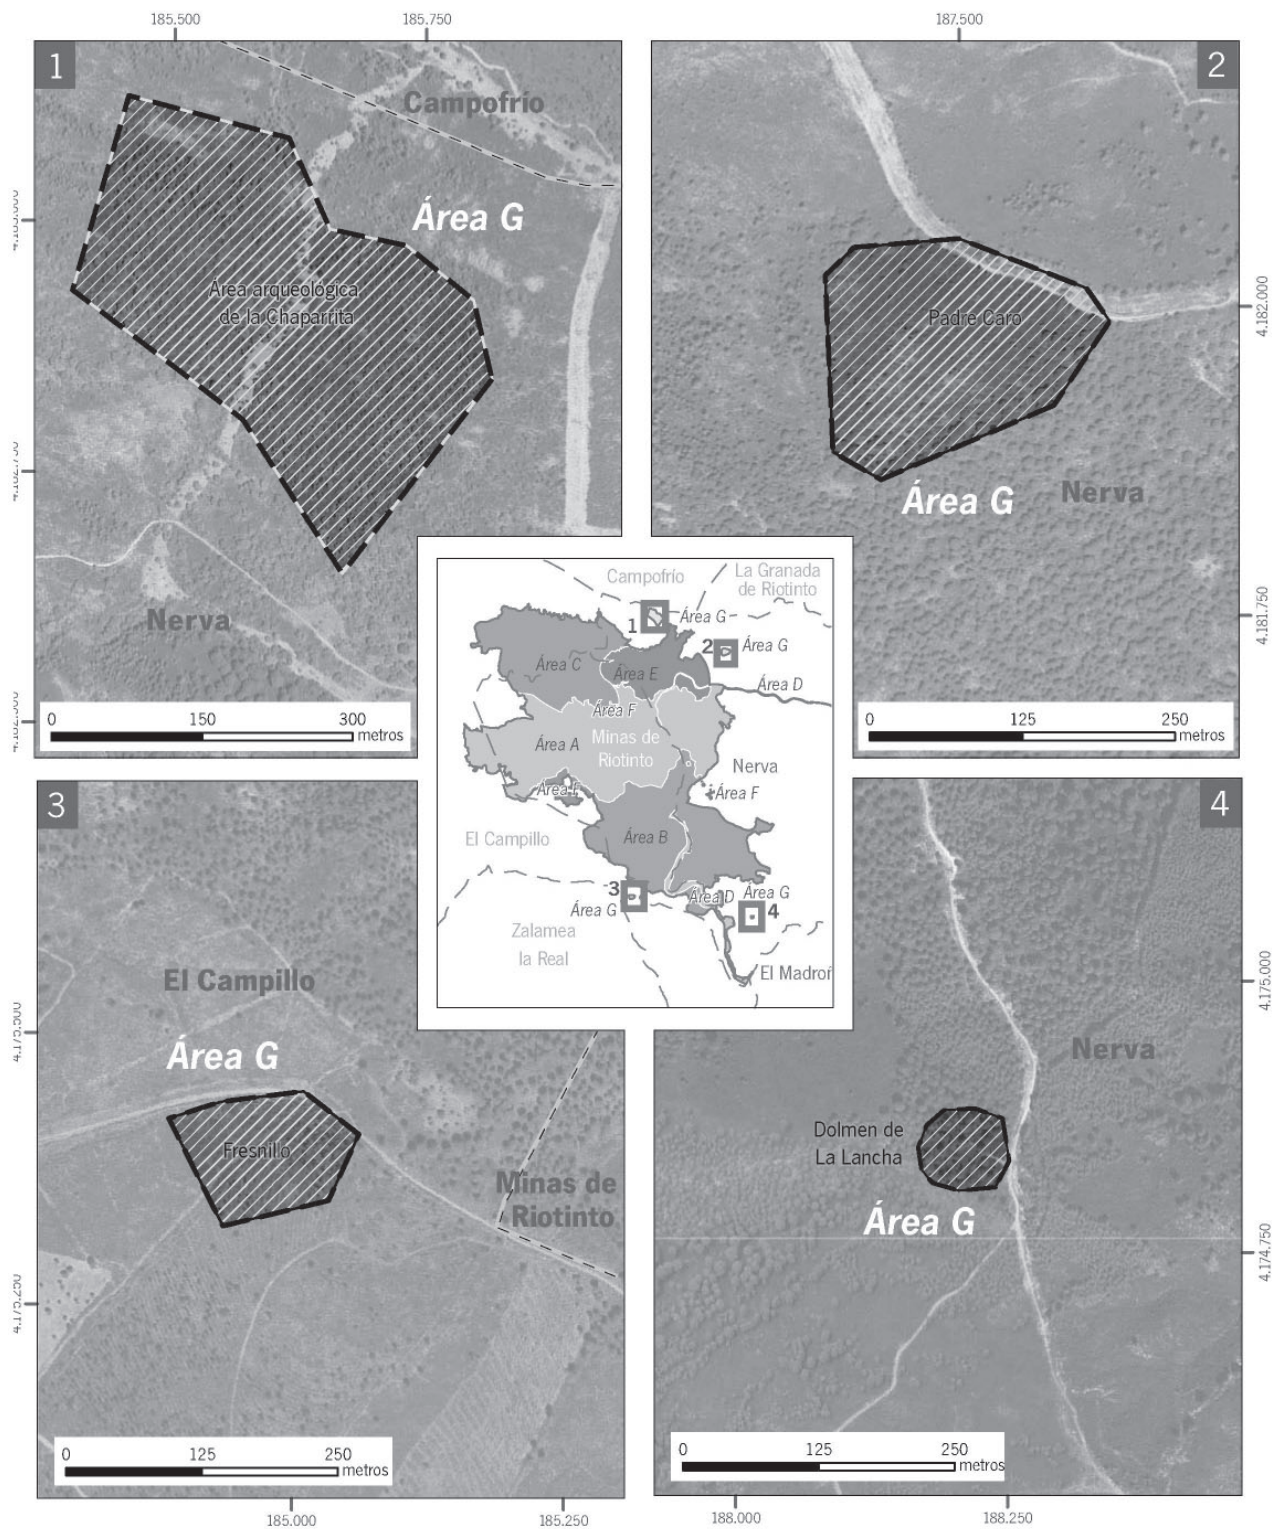 185.500
185.750
187.500
1
Campofrío
Área G
Área arqueológica
de la Chaparrita
Nerva
0
150
300
metros
2
Padre Caro
Área G
Nerva
4.182.000
4.181.750
0
125
250
metros
Campofrío
La Granada
de Riotinto
1
Área G
2
Área G
Área C
Área E
Área D
Área F
Área A
Minas de
Riotinto
Nerva
Área F
El Campillo
Área B
3
Área G
Área D
Área G
4
Zalamea
la Real
El Madroí
3
El Campillo
Área G
Fresnillo
Minas de
Riotinto
0
125
250
metros
185.000
185.250
4
Nerva
Dolmen de
La Lancha
Área G
4.175.000
4.174.750
0
125
250
metros
188.000
188.250